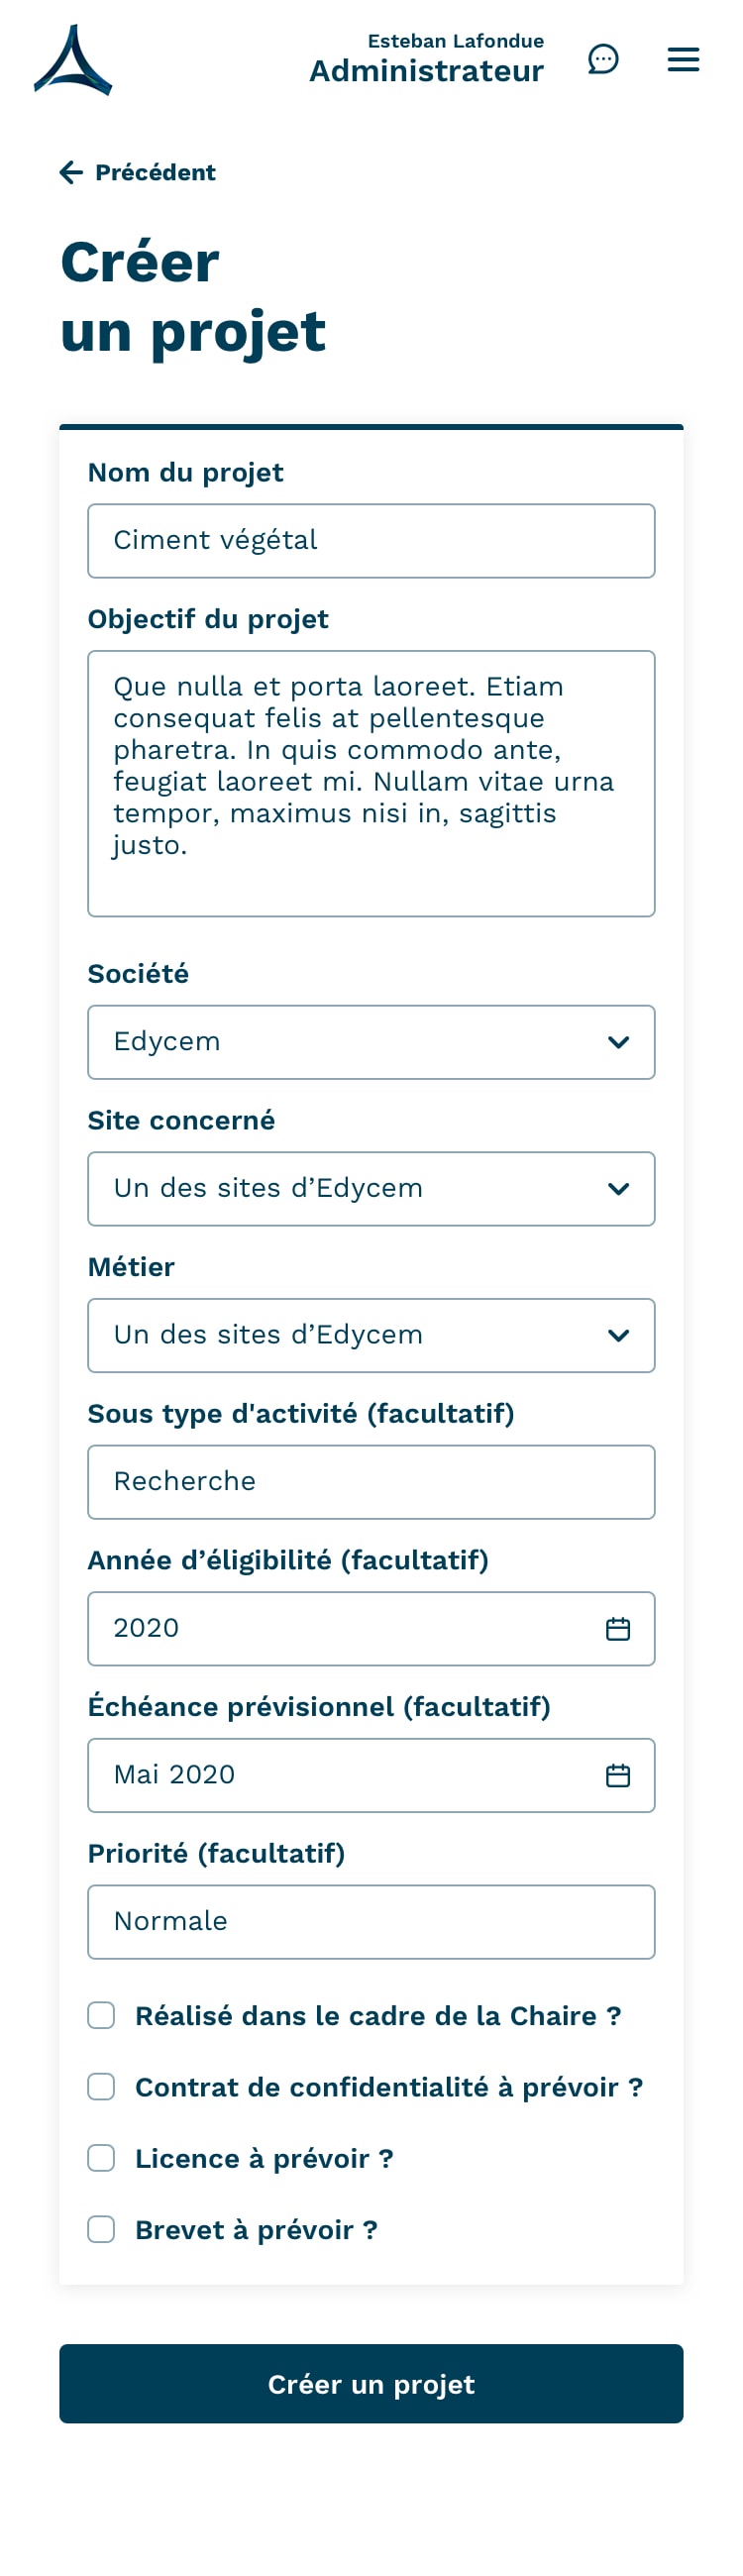 Esteban Lafondue
Administrateur
Précédent
Créer
un projet
Nom du projet
Ciment végétal
Objectif du projet
Que nulla et porta laoreet. Etiam
consequat felis at pellentesque
pharetra. In quis commodo ante,
feugiat laoreet mi. Nullam vitae urna
tempor, maximus nisi in, sagittis
justo.
Société
Edycem
Site concerné
Un des sites d’Edycem
Métier
Un des sites d’Edycem
Sous type d'activité (facultatif)
Recherche
Année d’éligibilité (facultatif)
2020
Échéance prévisionnel (facultatif)
Mai 2020
Priorité (facultatif)
Normale
Réalisé dans le cadre de la Chaire ?
Contrat de confidentialité à prévoir ?
Licence à prévoir ?
Brevet à prévoir ?
Créer un projet